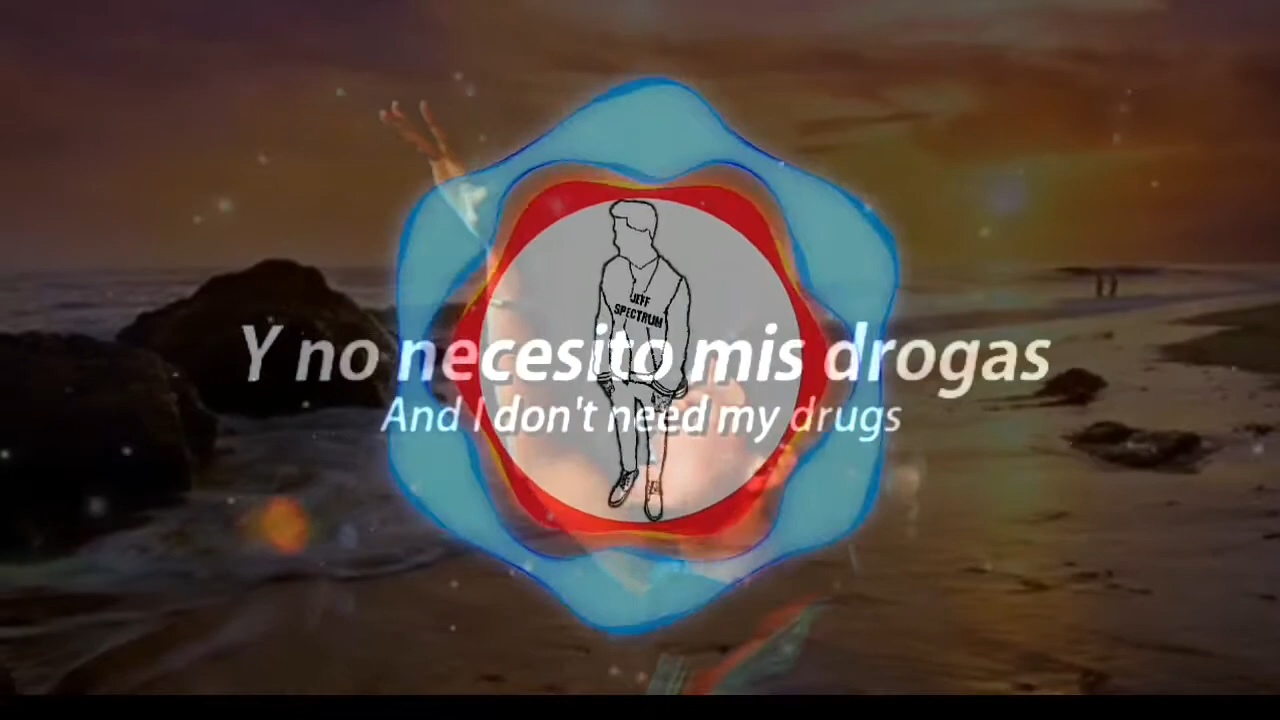 JEFF
SPECTRUM
Y no necesito mis drogas
And I don't need my drugs